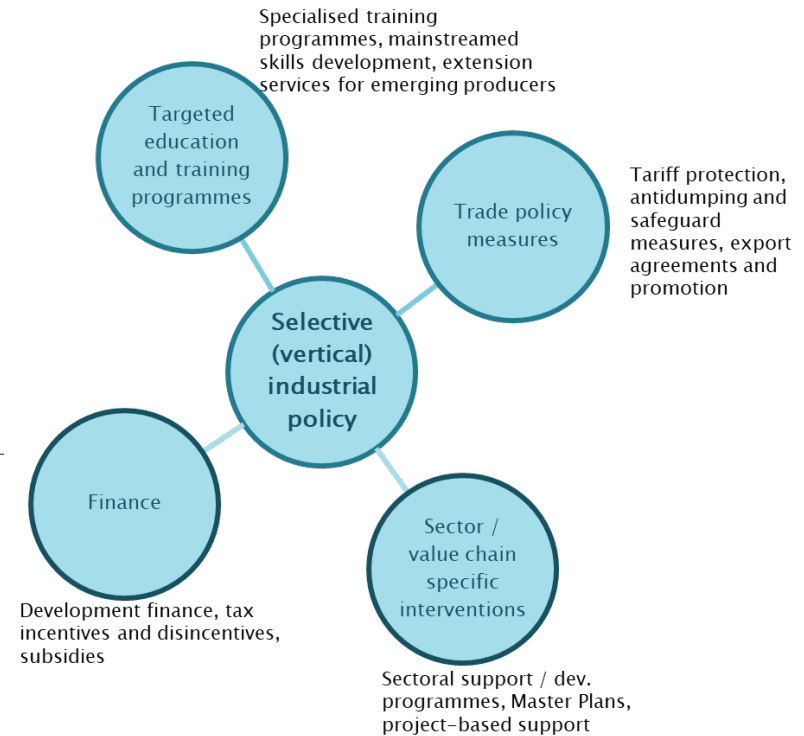 Specialised training
programmes, mainstreamed
skills development, extension
services for emerging producers
Targeted
education
and training
programmes
Trade policy
measures
Tariff protection,
antidumping and
safeguard
measures, export
agreements and
promotion
Selective
(vertical)
industrial
policy
Finance
Development finance, tax
incentives and disincentives,
subsidies
Sector /
value chain
specific
interventions
Sectoral support / dev.
programmes, Master Plans,
project-based support